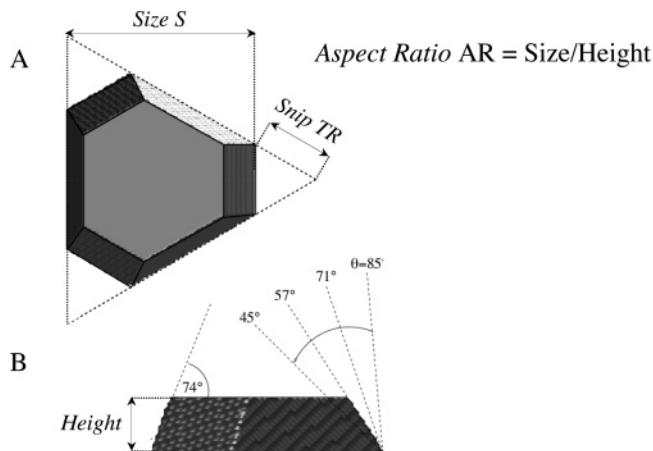 Size S
A
Aspect Ratio AR = Size/Height
Snip TR
θ=85'
71°
57°
45°
B
74°
Height